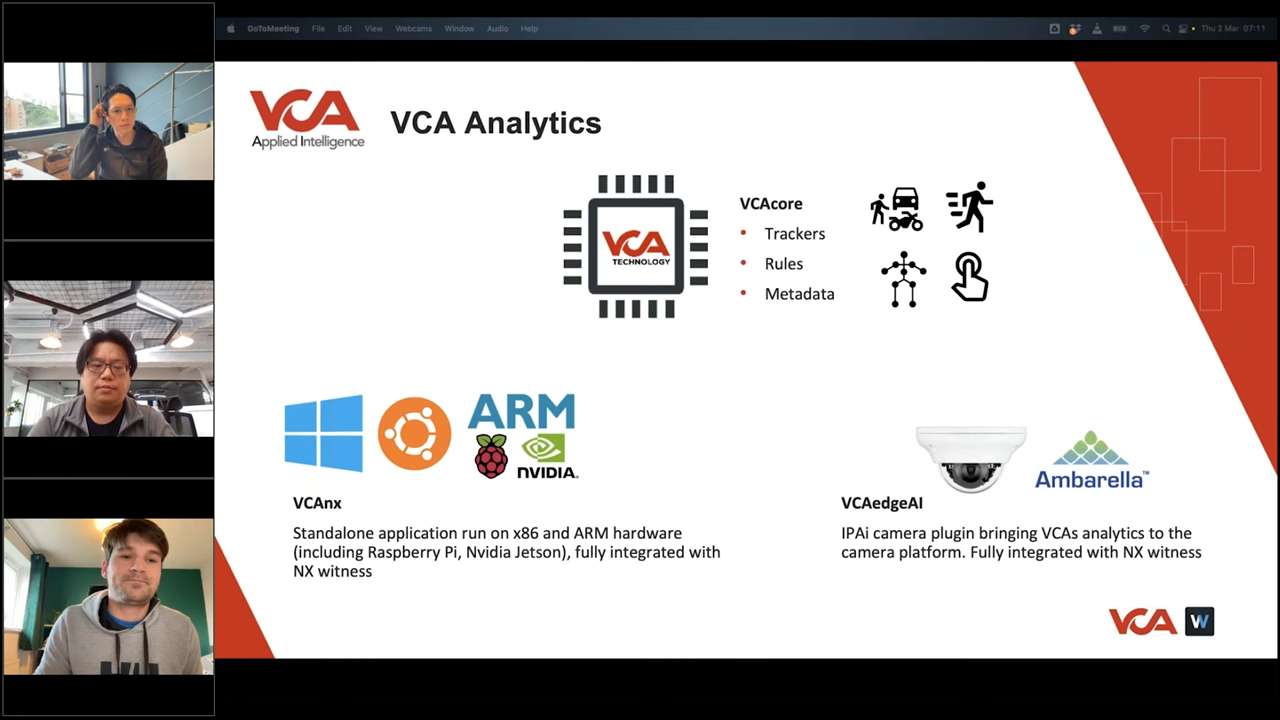 GoToMeeting File Edit View Webcams Window Audio Help Thu 2 Mar 07:11
VCA
Applied Intelligence
VCA Analytics
VCA
TECHNOLOGY
VCAcore
• Trackers
• Rules
• Metadata
ARM
NVIDIA.
Ambarella™
VCAnx
Standalone application run on x86 and ARM hardware
(including Raspberry Pi, Nvidia Jetson), fully integrated with
NX witness
VCAedgeAI
IPAi camera plugin bringing VCAs analytics to the
camera platform. Fully integrated with NX witness
VCA W